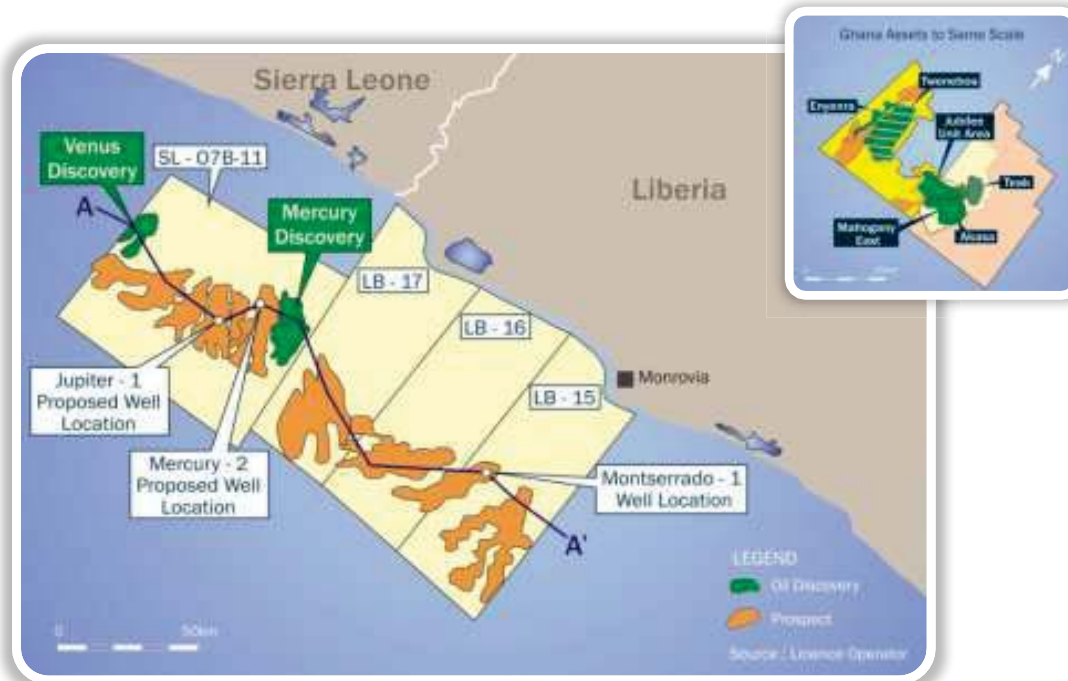 Sierra Leone
Venus
Discovery
SL - 07B-11
A
Mercury
Discovery
Liberia
LB - 17
LB - 16
LB - 15
Monrovia
Jupiter - 1
Proposed Well
Location
Mercury - 2
Proposed Well
Location
Montserrado - 1
Well Location
A'
LEGEND
Oil Discovery
Prospect
Source : Licence Operator
0 50km
Ghana Assets to Same Scale
N
Tweneboa
Enyenra
Jubilee
Unit Area
Teak
Mahogany
East
Akasa